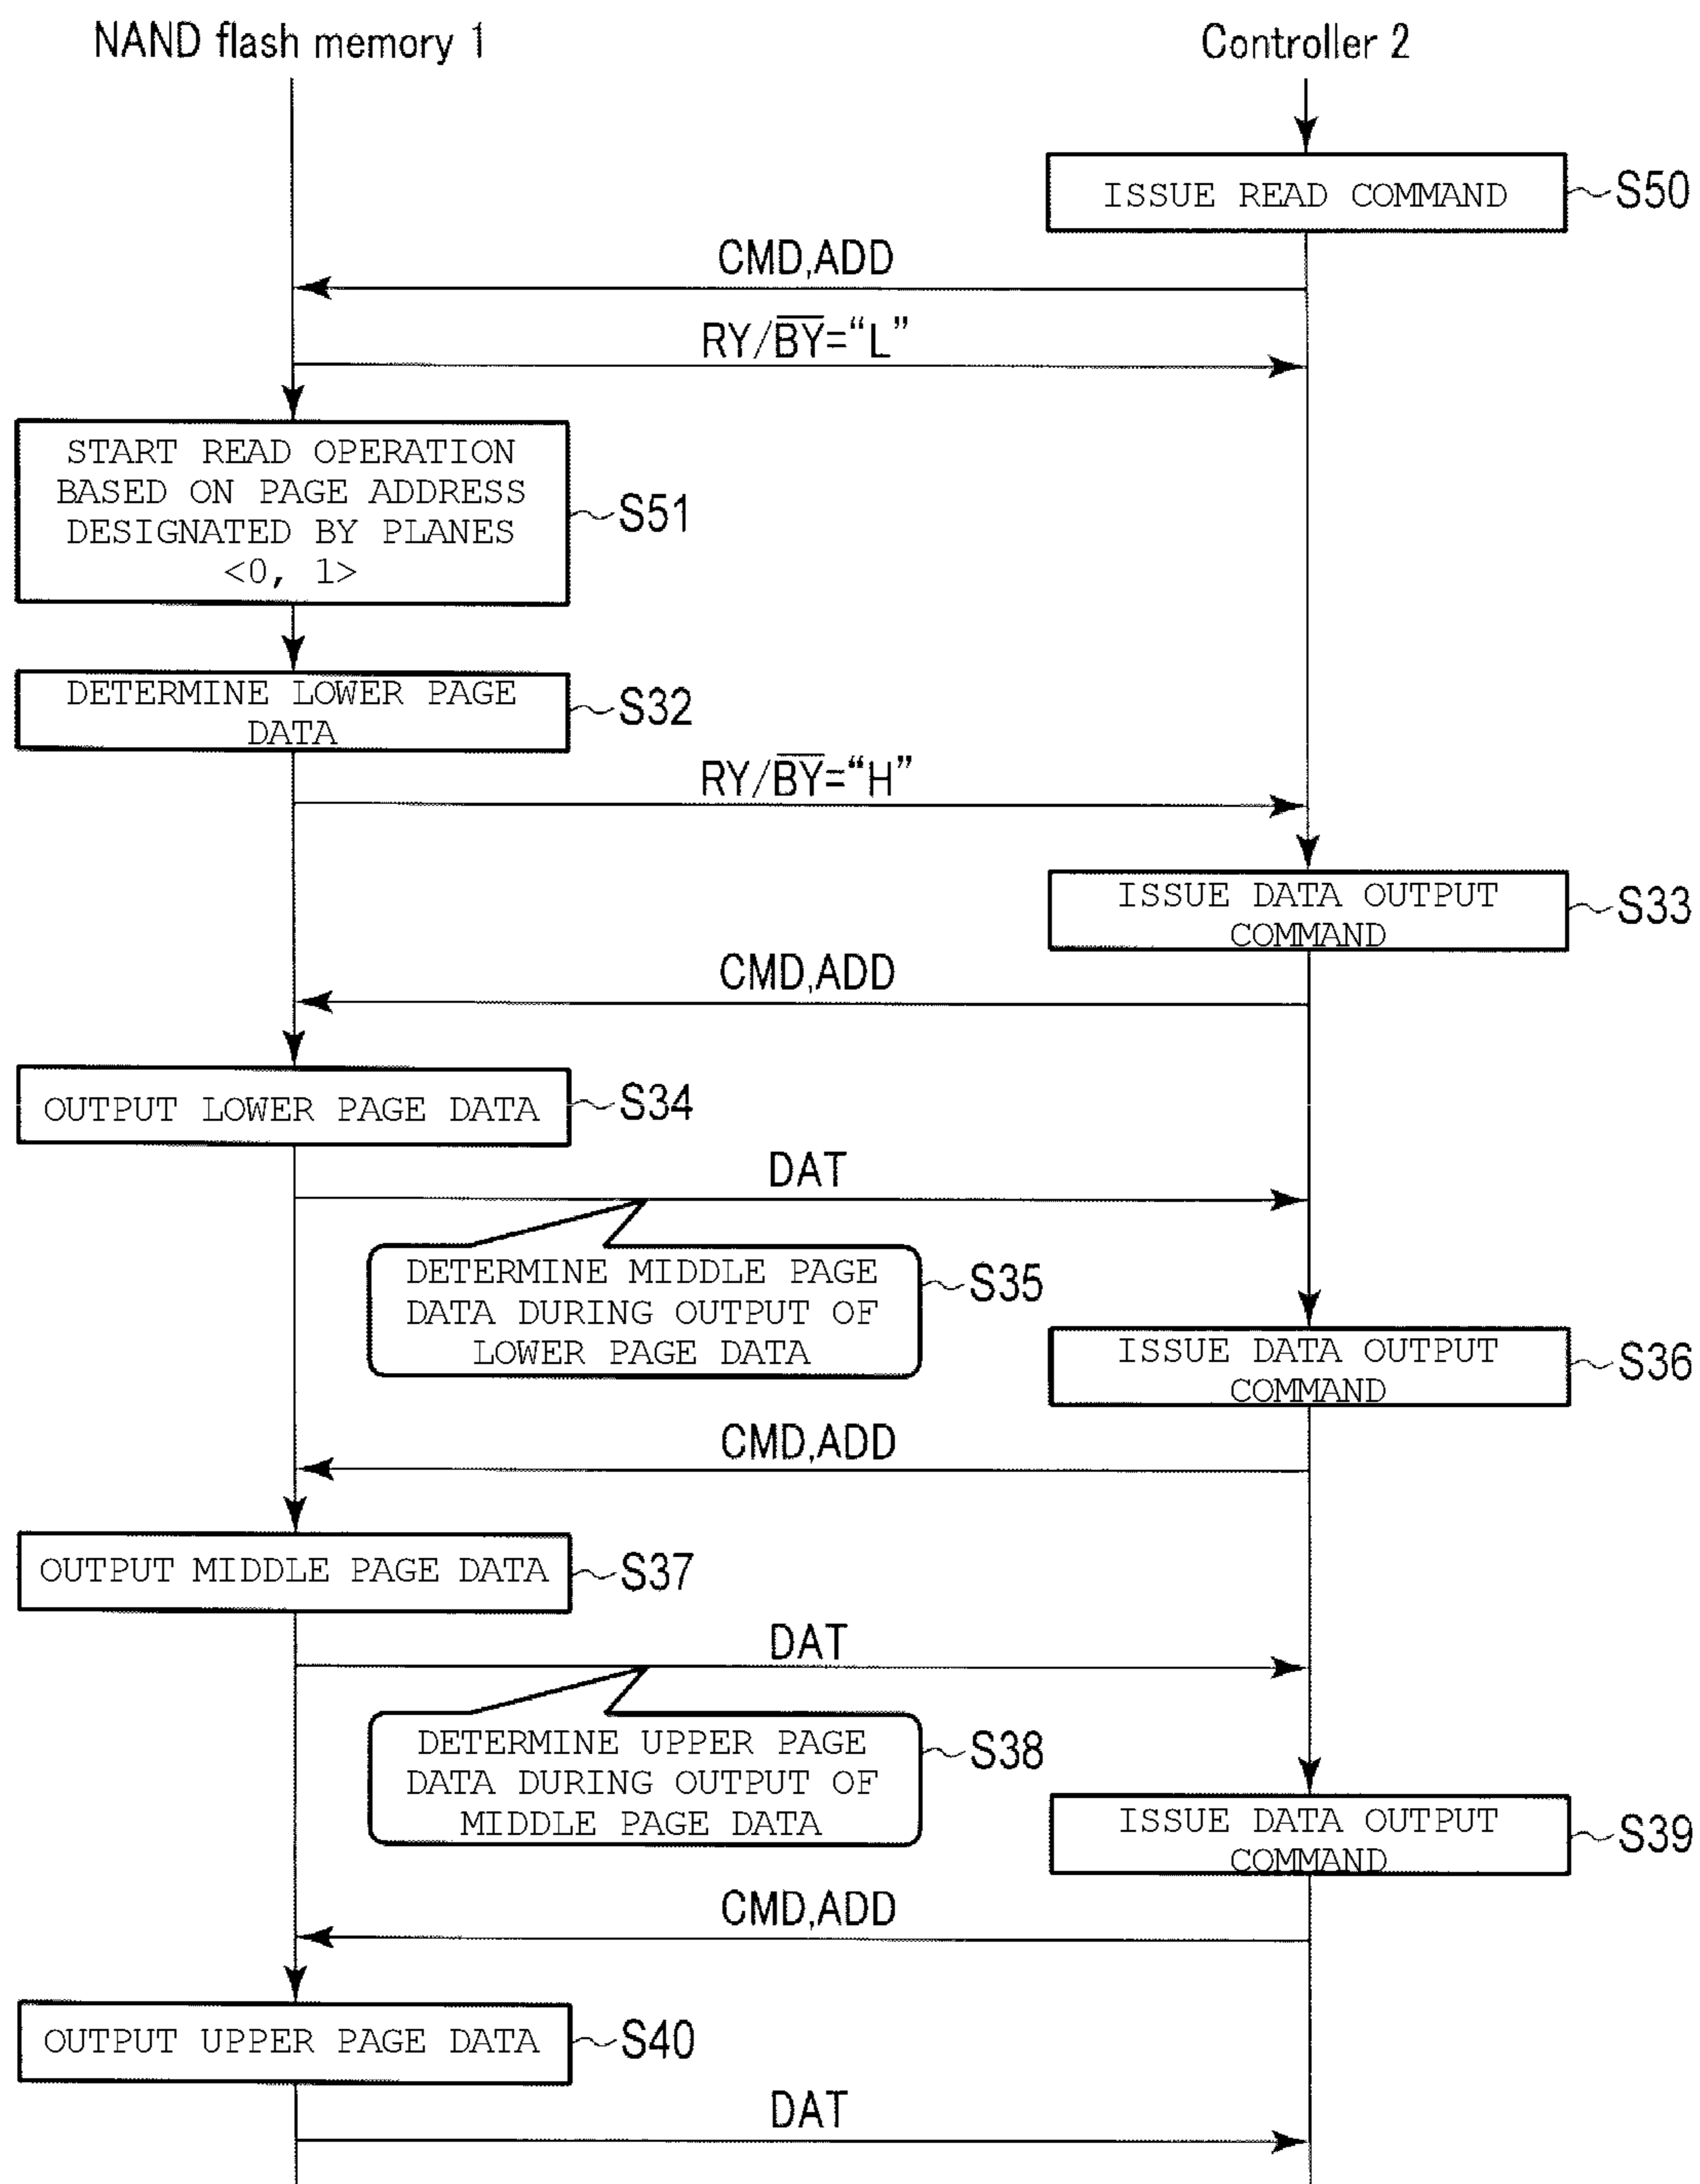 NAND flash memory 1
Controller 2
ISSUE READ COMMAND
S50
CMD,ADD
RY/B̅Y̅="L"
START READ OPERATION
BASED ON PAGE ADDRESS
DESIGNATED BY PLANES
<0, 1>
S51
DETERMINE LOWER PAGE
DATA
S32
RY/B̅Y̅="H"
ISSUE DATA OUTPUT
COMMAND
S33
CMD,ADD
OUTPUT LOWER PAGE DATA
S34
DAT
DETERMINE MIDDLE PAGE
DATA DURING OUTPUT OF
LOWER PAGE DATA
S35
ISSUE DATA OUTPUT
COMMAND
S36
CMD,ADD
OUTPUT MIDDLE PAGE DATA
S37
DAT
DETERMINE UPPER PAGE
DATA DURING OUTPUT OF
MIDDLE PAGE DATA
S38
ISSUE DATA OUTPUT
COMMAND
S39
CMD,ADD
OUTPUT UPPER PAGE DATA
S40
DAT